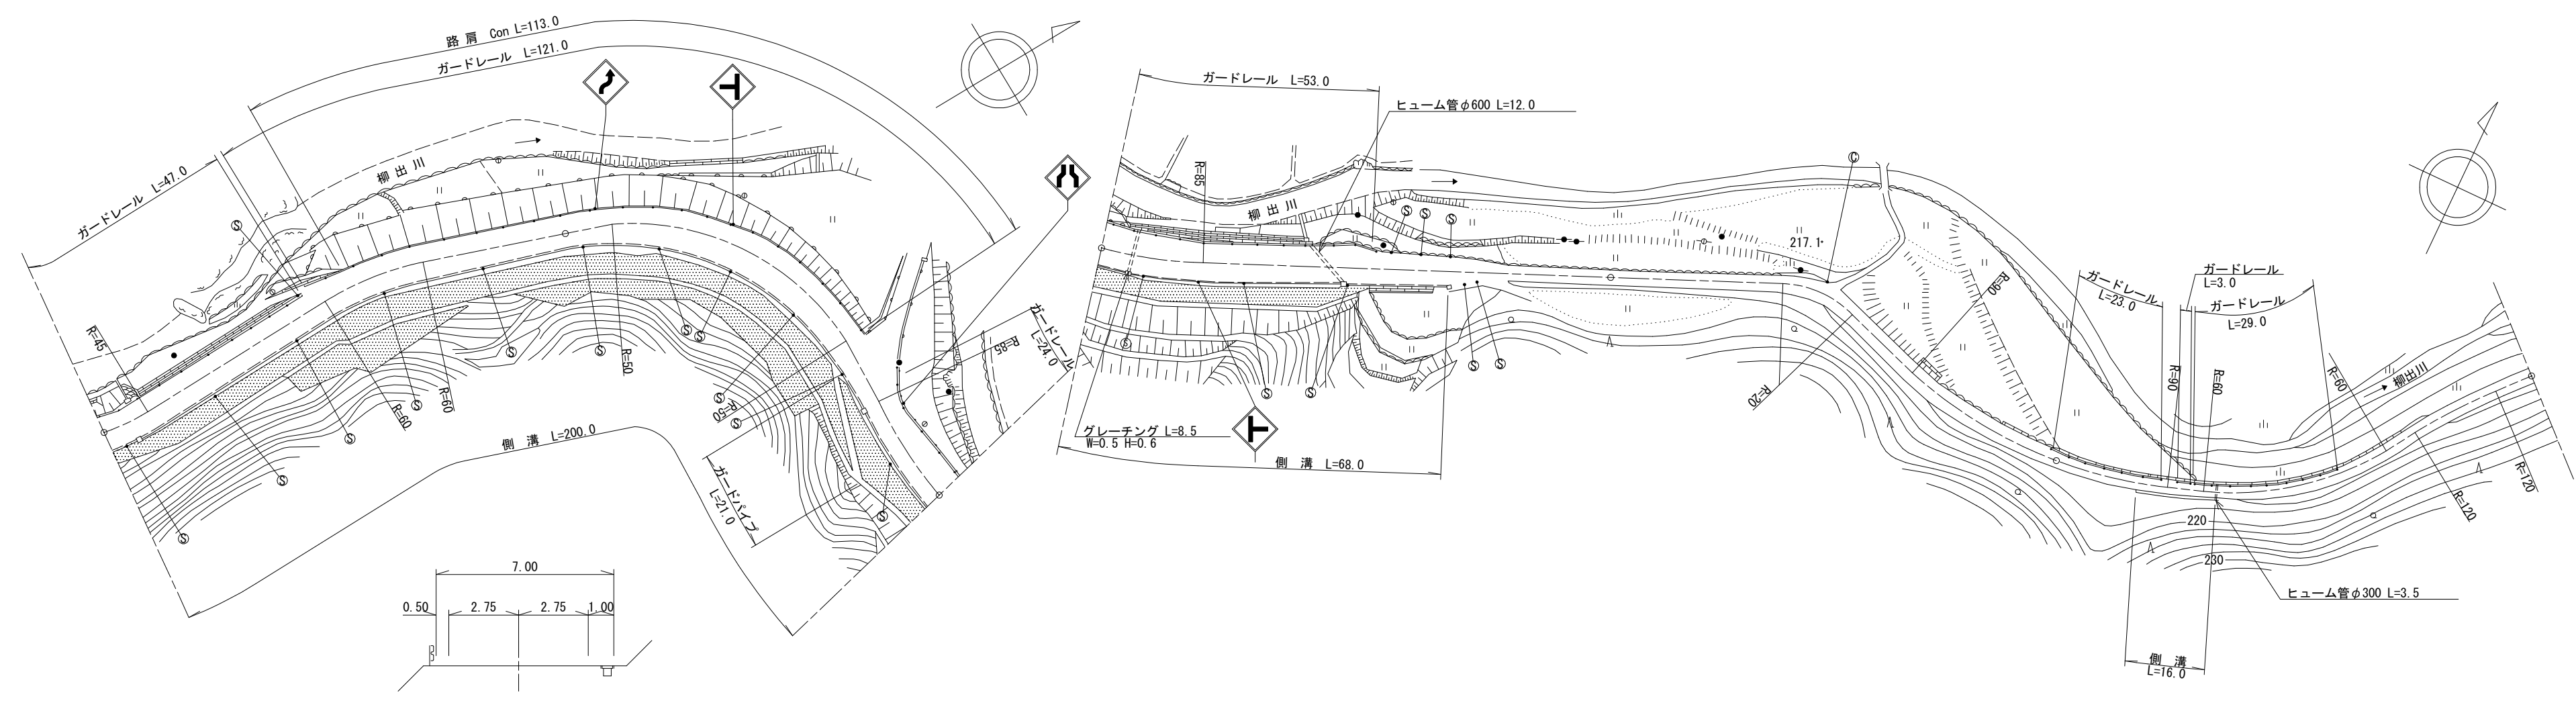 路 肩 Con L=113.0
ガードレール L=121.0
ガードレール L=47.0
柳 出 川
Ⓢ
R=45
R=60
R=60
R=50
R=50
R=85
Ⓢ
Ⓢ
Ⓢ
Ⓢ
Ⓢ
Ⓢ
Ⓢ
Ⓢ
Ⓢ
Ⓢ
Ⓢ
側 溝 L=200.0
ガードパイプ
L=21.0
ガードレール
L=24.0
7.00
0.50
2.75
2.75
1.00
ガードレール L=53.0
ヒューム管φ600 L=12.0
R=85
柳 出 川
Ⓢ
Ⓢ
Ⓢ
Ⓒ
217.1
Ⓢ
Ⓢ
Ⓢ
Ⓢ
Ⓢ
グレーチング L=8.5
W=0.5 H=0.6
側 溝 L=68.0
R=20
R=90
ガードレール
L=23.0
ガードレール
L=3.0
ガードレール
L=29.0
R=90
R=60
R=60
柳出川
R=120
R=120
220
230
ヒューム管φ300 L=3.5
側 溝
L=16.0